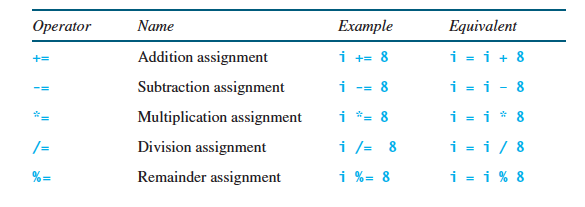 Operator Name Example Equivalent
+= Addition assignment i += 8 i = i + 8
-= Subtraction assignment i -= 8 i = i - 8
*= Multiplication assignment i *= 8 i = i * 8
/= Division assignment i /= 8 i = i / 8
%= Remainder assignment i %= 8 i = i % 8